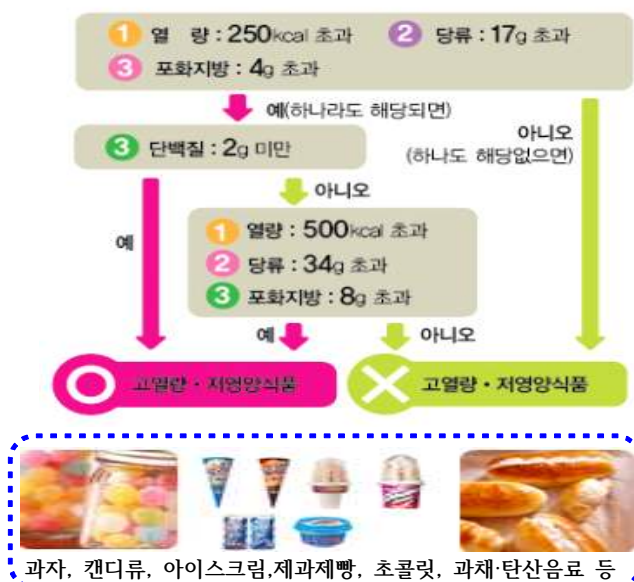 1 열 량 : 250kcal 초과 2 당류 : 17g 초과
3 포화지방 : 4g 초과
예(하나라도 해당되면)
아니오
(하나도 해당없으면)
3 단백질 : 2g 미만
아니오
예
1 열량 : 500kcal 초과
2 당류 : 34g 초과
3 포화지방 : 8g 초과
예 아니오
고열량·저영양식품 고열량·저영양식품
과자, 캔디류, 아이스크림,제과제빵, 초콜릿, 과채·탄산음료 등